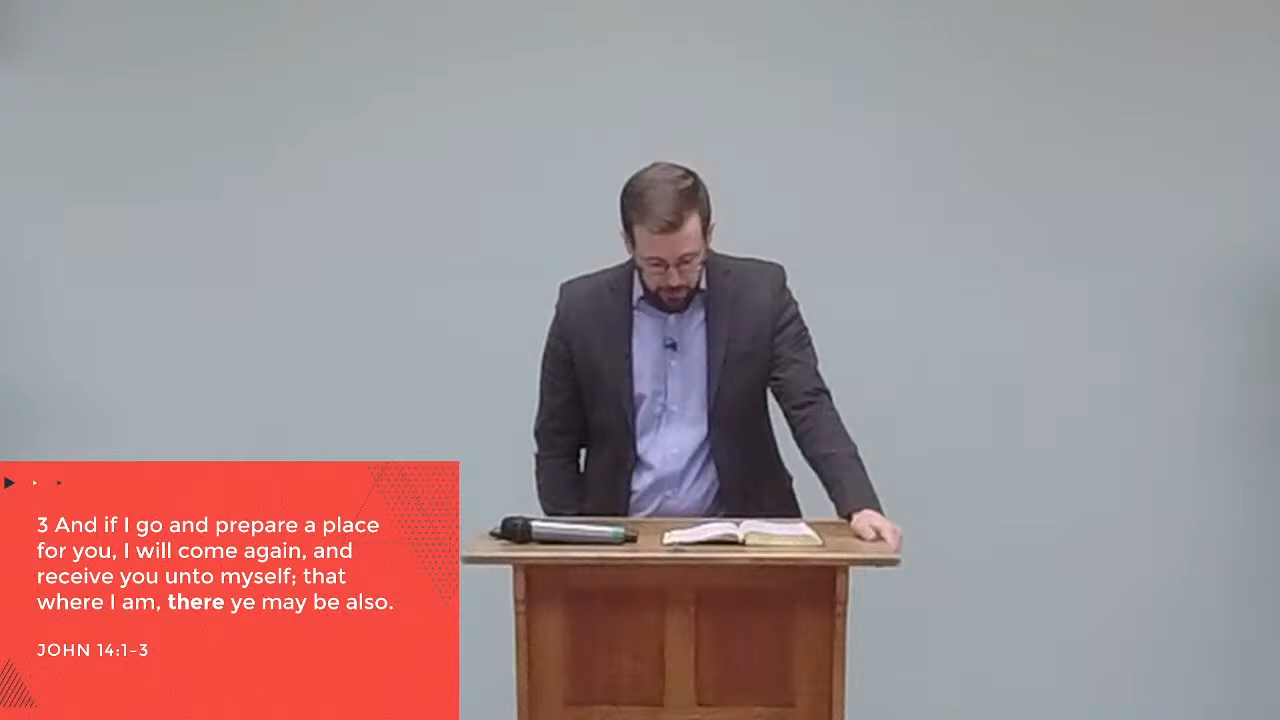 3 And if I go and prepare a place
for you, I will come again, and
receive you unto myself; that
where I am, there ye may be also.
JOHN 14:1-3